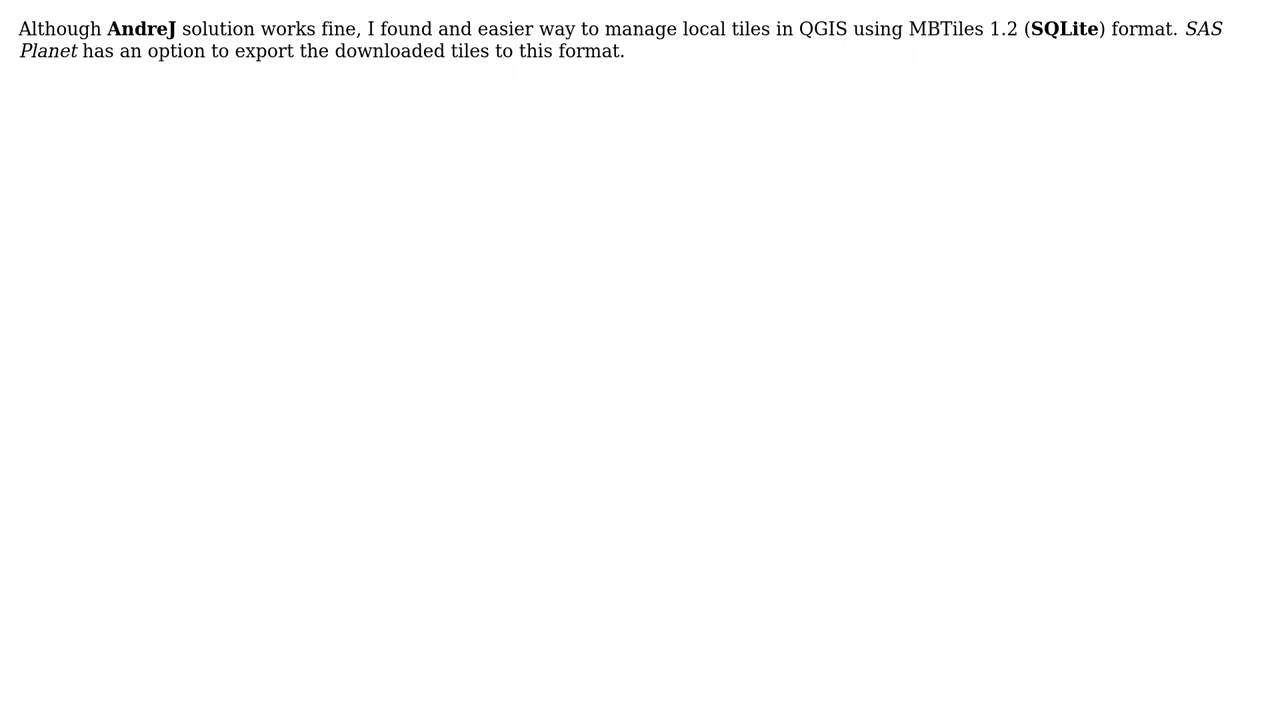 Although AndreJ solution works fine, I found and easier way to manage local tiles in QGIS using MBTiles 1.2 (SQLite) format. SAS
Planet has an option to export the downloaded tiles to this format.